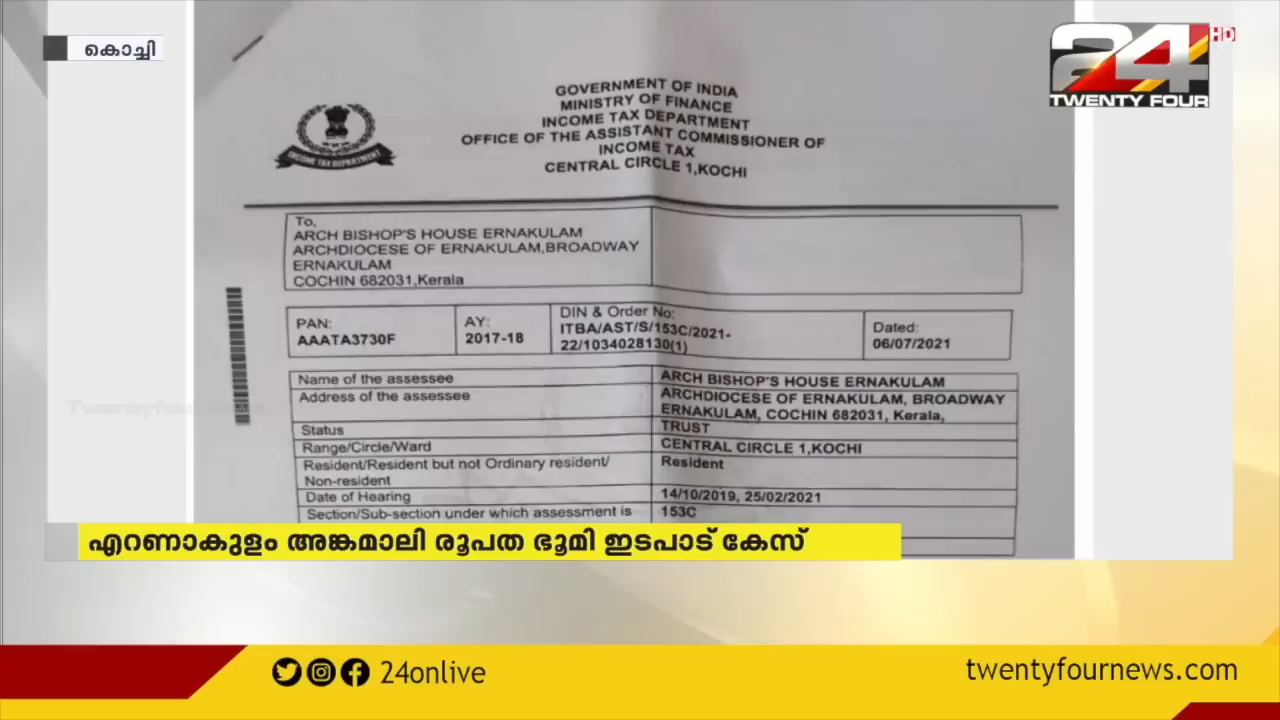 കൊച്ചി
24
HD
TWENTY FOUR
GOVERNMENT OF INDIA
MINISTRY OF FINANCE
INCOME TAX DEPARTMENT
OFFICE OF THE ASSISTANT COMMISSIONER OF
INCOME TAX
CENTRAL CIRCLE 1,KOCHI
INCOME TAX DEPARTMENT
To,
ARCH BISHOP'S HOUSE ERNAKULAM
ARCHDIOCESE OF ERNAKULAM,BROADWAY
ERNAKULAM
COCHIN 682031,Kerala
PAN:
AAATA3730F
AY:
2017-18
DIN & Order No:
ITBA/AST/S/153C/2021-
22/1034028130(1)
Dated:
06/07/2021
Name of the assessee
ARCH BISHOP'S HOUSE ERNAKULAM
Address of the assessee
ARCHDIOCESE OF ERNAKULAM, BROADWAY
ERNAKULAM, COCHIN 682031, Kerala,
Status
TRUST
Range/Circle/Ward
CENTRAL CIRCLE 1,KOCHI
Resident/Resident but not Ordinary resident/
Non-resident
Resident
Date of Hearing
14/10/2019, 25/02/2021
Section/Sub-section under which assessment is
153C
എറണാകുളം അങ്കമാലി രൂപത ഭൂമി ഇടപാട് കേസ്
24onlive
twentyfournews.com